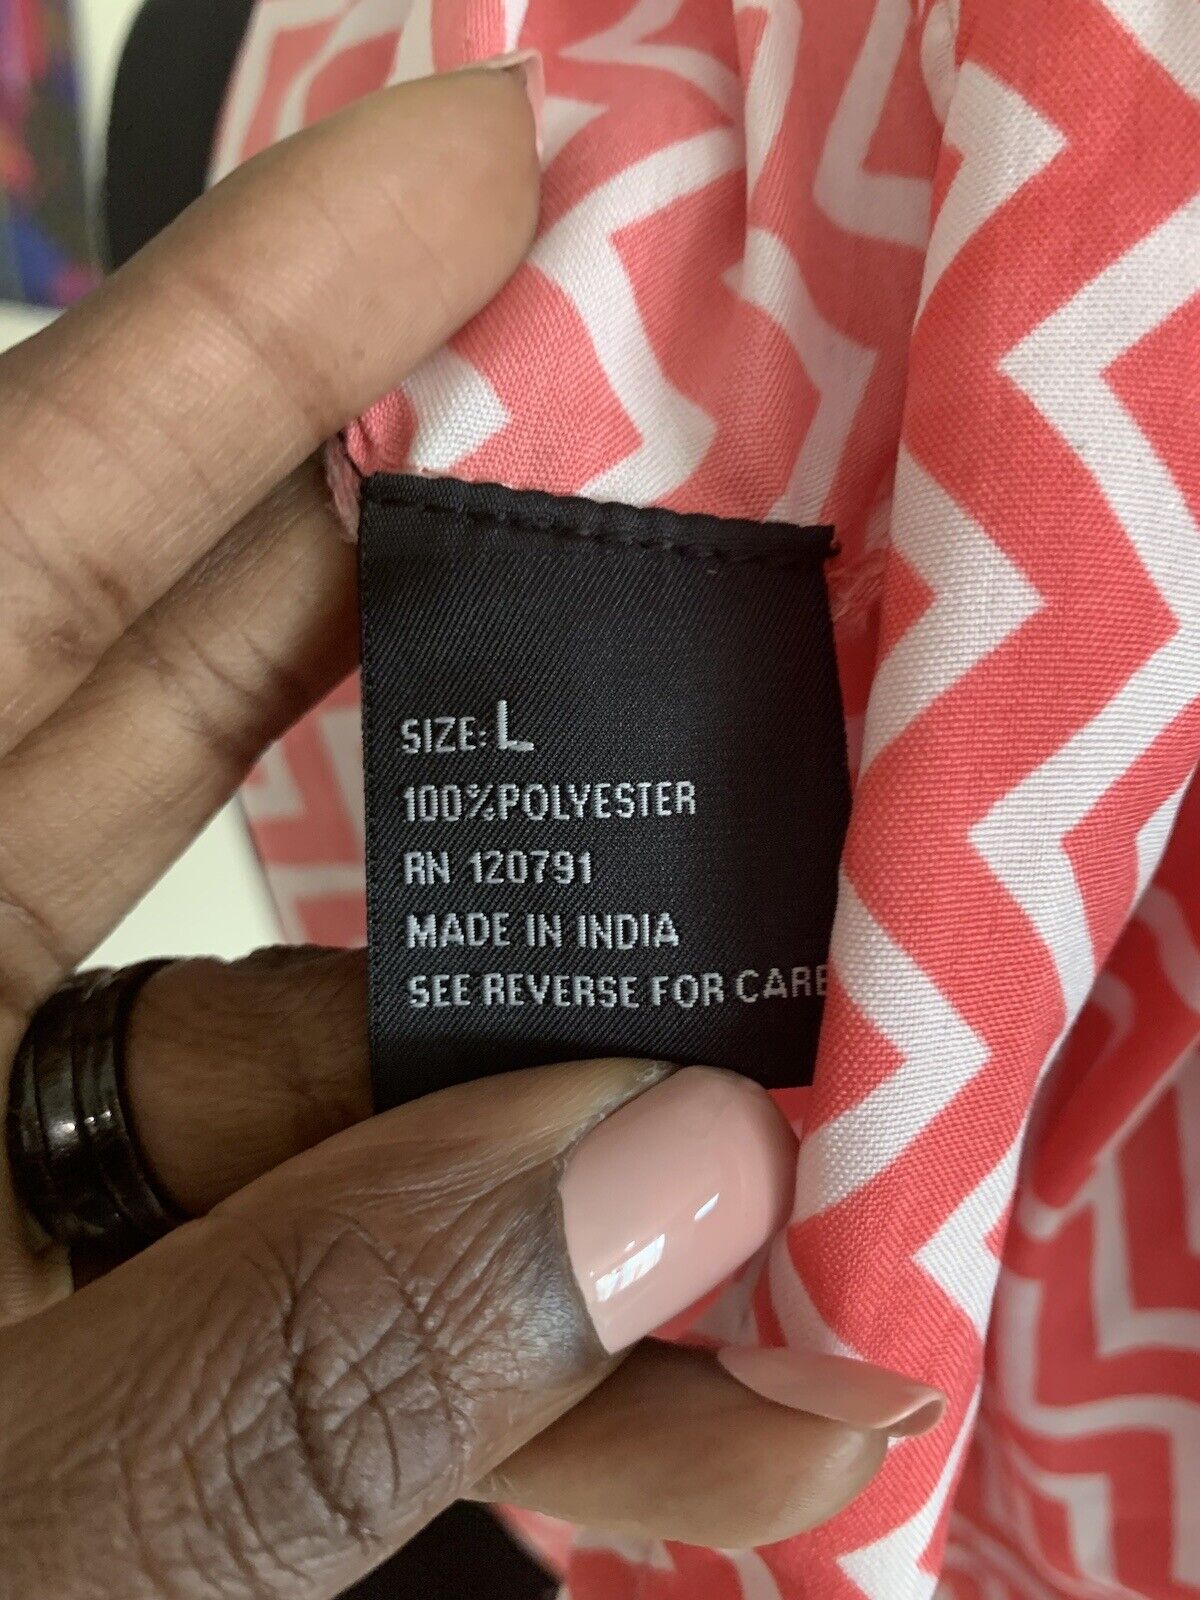 SIZE: L
100%POLYESTER
RN 120791
MADE IN INDIA
SEE REVERSE FOR CARE